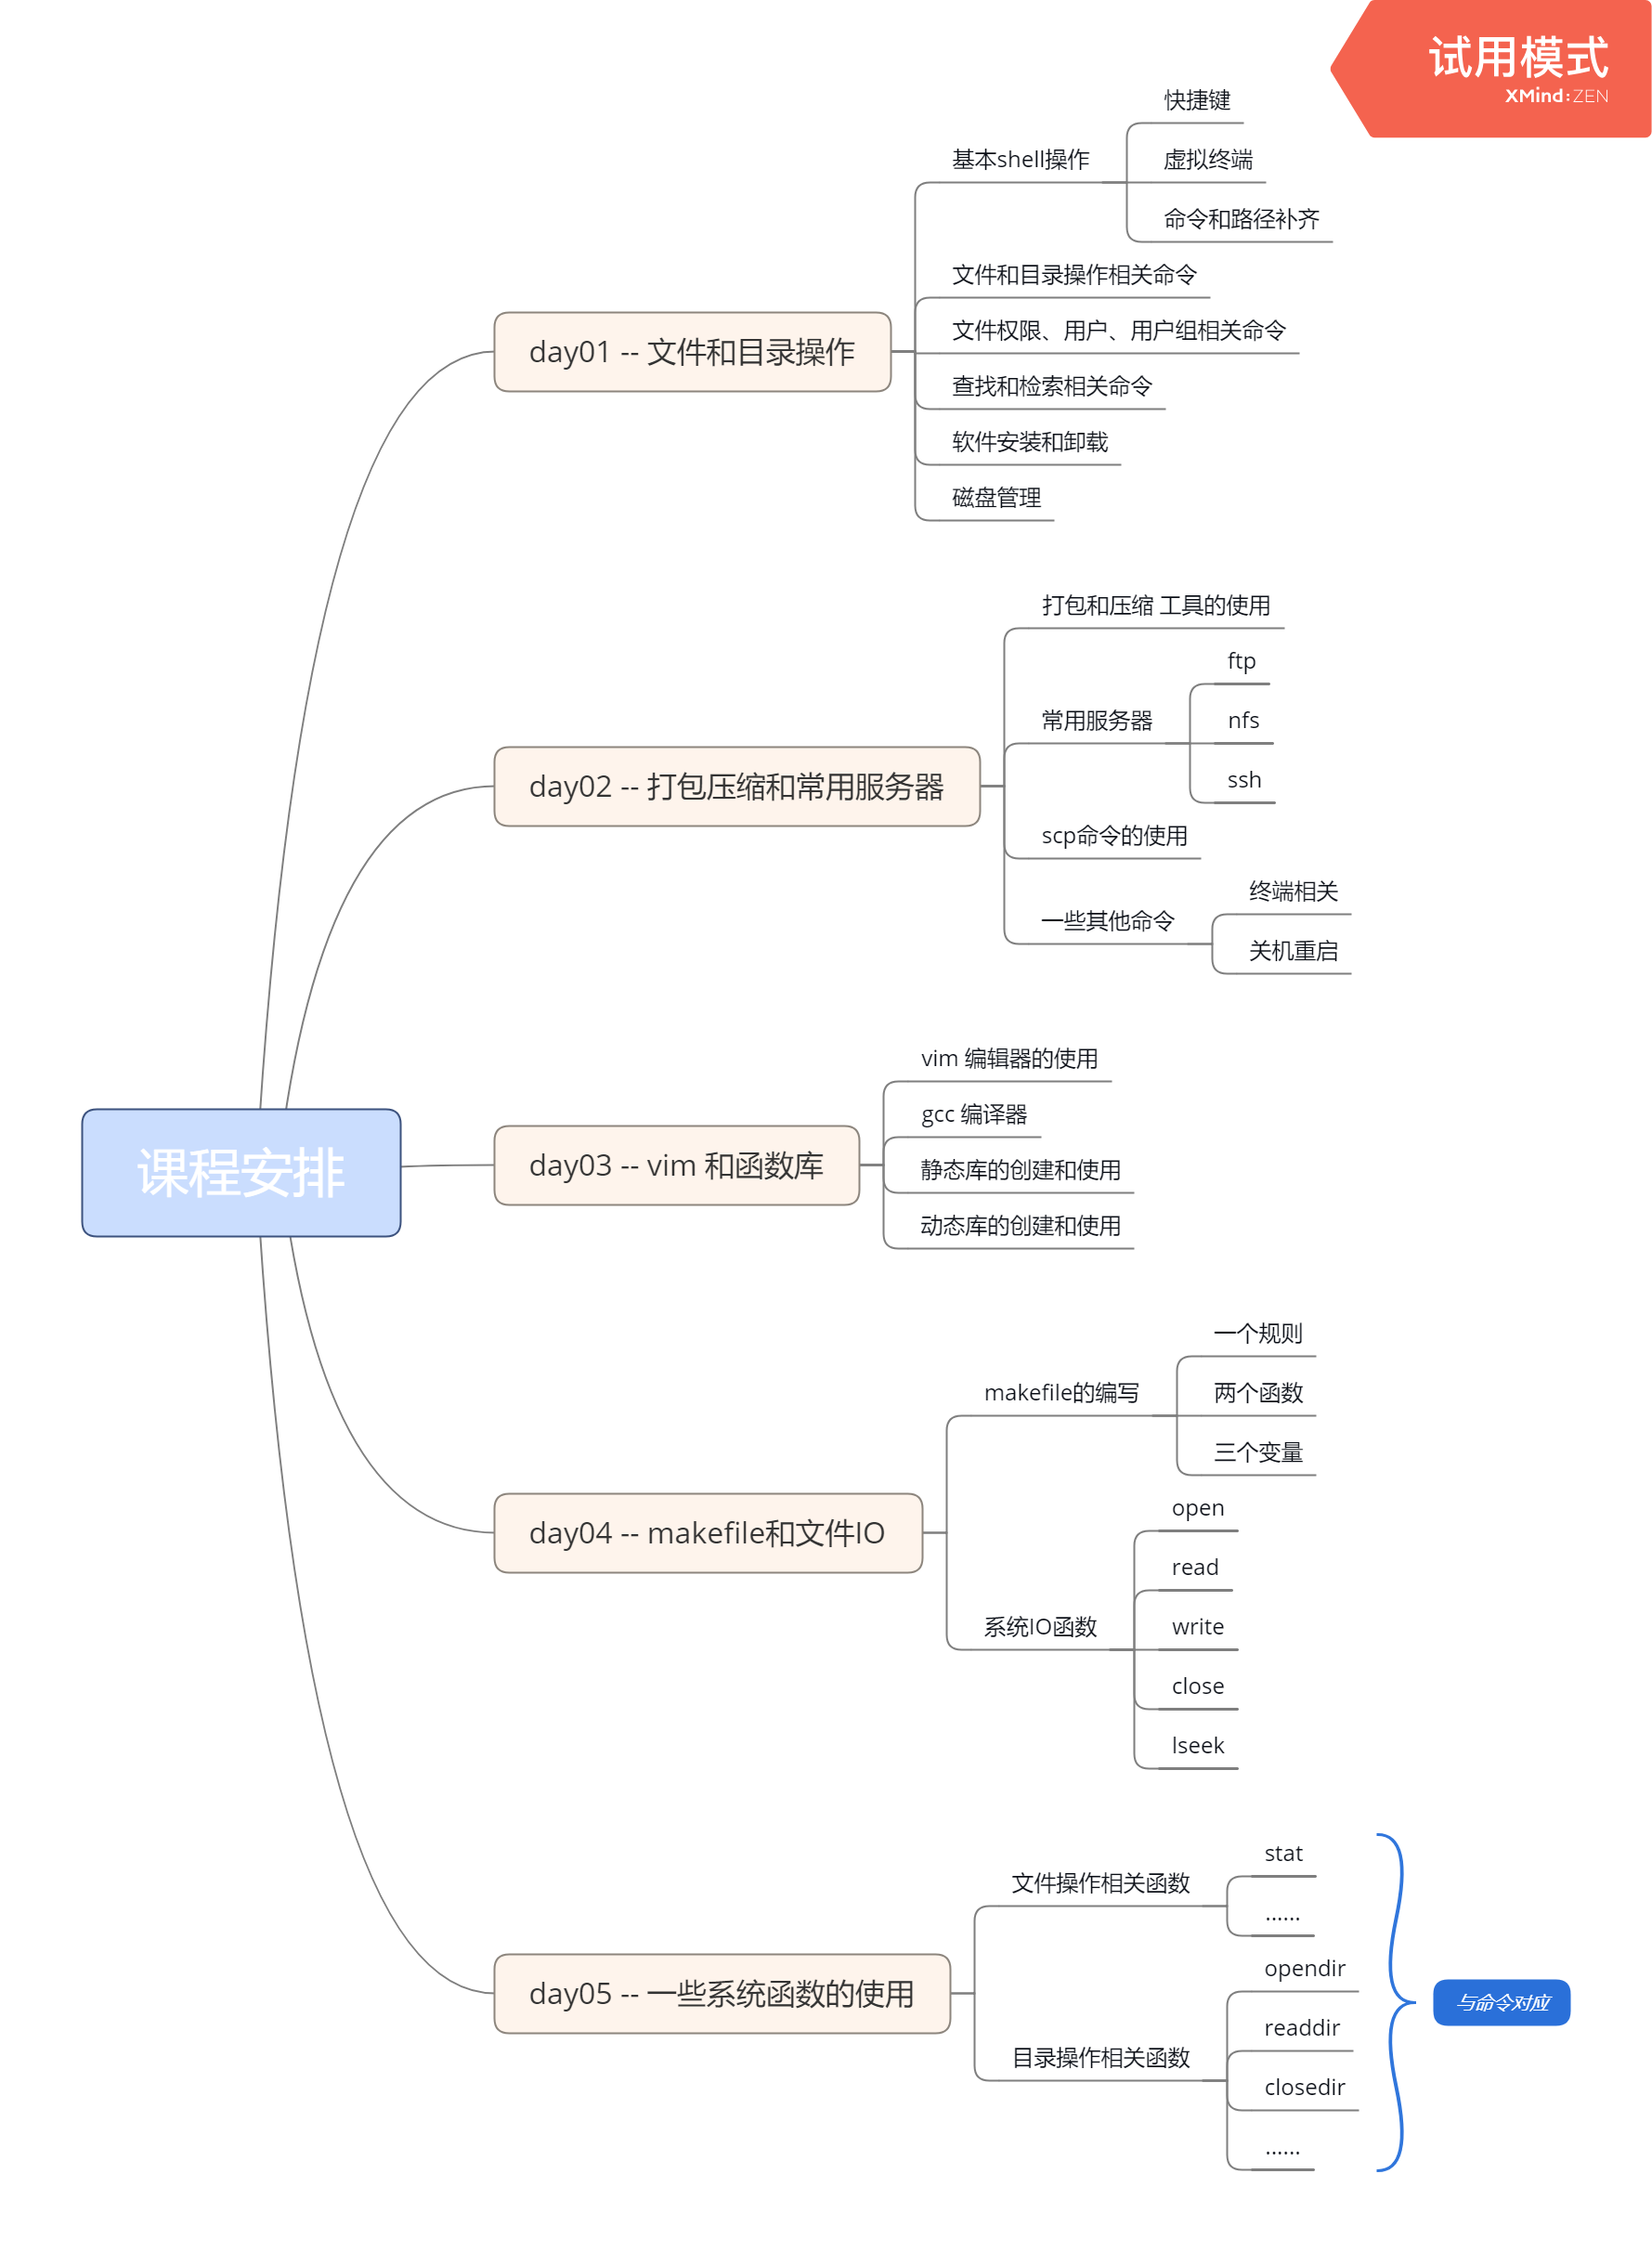 试用模式
XMind:ZEN
课程安排
day01 -- 文件和目录操作
基本shell操作
快捷键
虚拟终端
命令和路径补齐
文件和目录操作相关命令
文件权限、用户、用户组相关命令
查找和检索相关命令
软件安装和卸载
磁盘管理
day02 -- 打包压缩和常用服务器
打包和压缩 工具的使用
常用服务器
ftp
nfs
ssh
scp命令的使用
一些其他命令
终端相关
关机重启
day03 -- vim 和函数库
vim 编辑器的使用
gcc 编译器
静态库的创建和使用
动态库的创建和使用
day04 -- makefile和文件IO
makefile的编写
一个规则
两个函数
三个变量
系统IO函数
open
read
write
close
lseek
day05 -- 一些系统函数的使用
文件操作相关函数
stat
......
目录操作相关函数
opendir
readdir
closedir
......
与命令对应